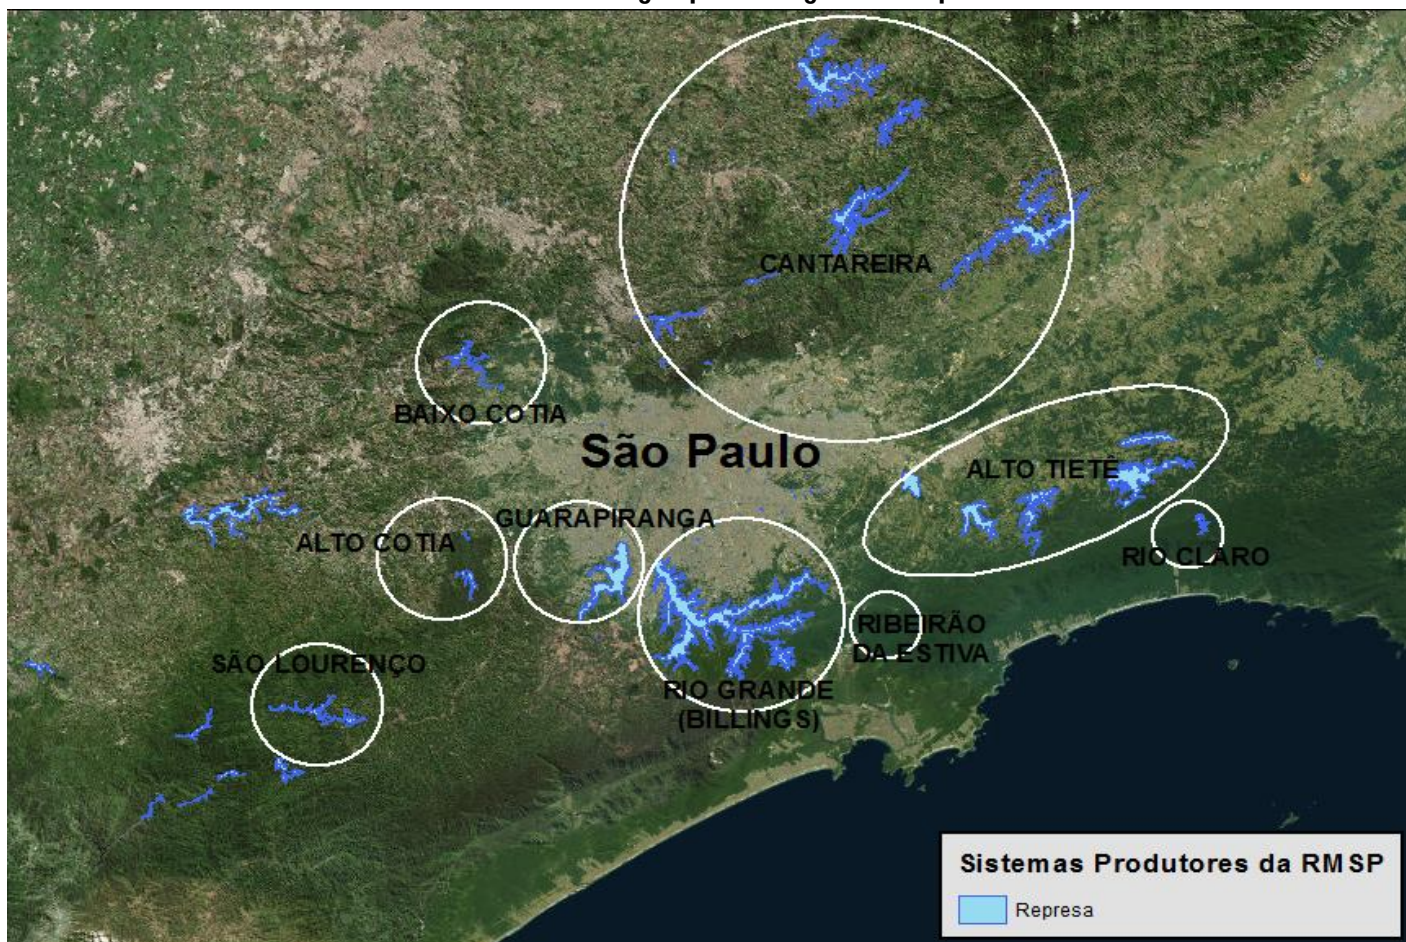 CANTAREIRA
BAIXO COTIA
São Paulo
ALTO TIETÊ
GUARAPIRANGA
ALTO COTIA
RIO CLARO
RIBEIRÃO
DA ESTIVA
SÃO LOURENÇO
RIO GRANDE
(BILLINGS)
Sistemas Produtores da RMSP
Represa